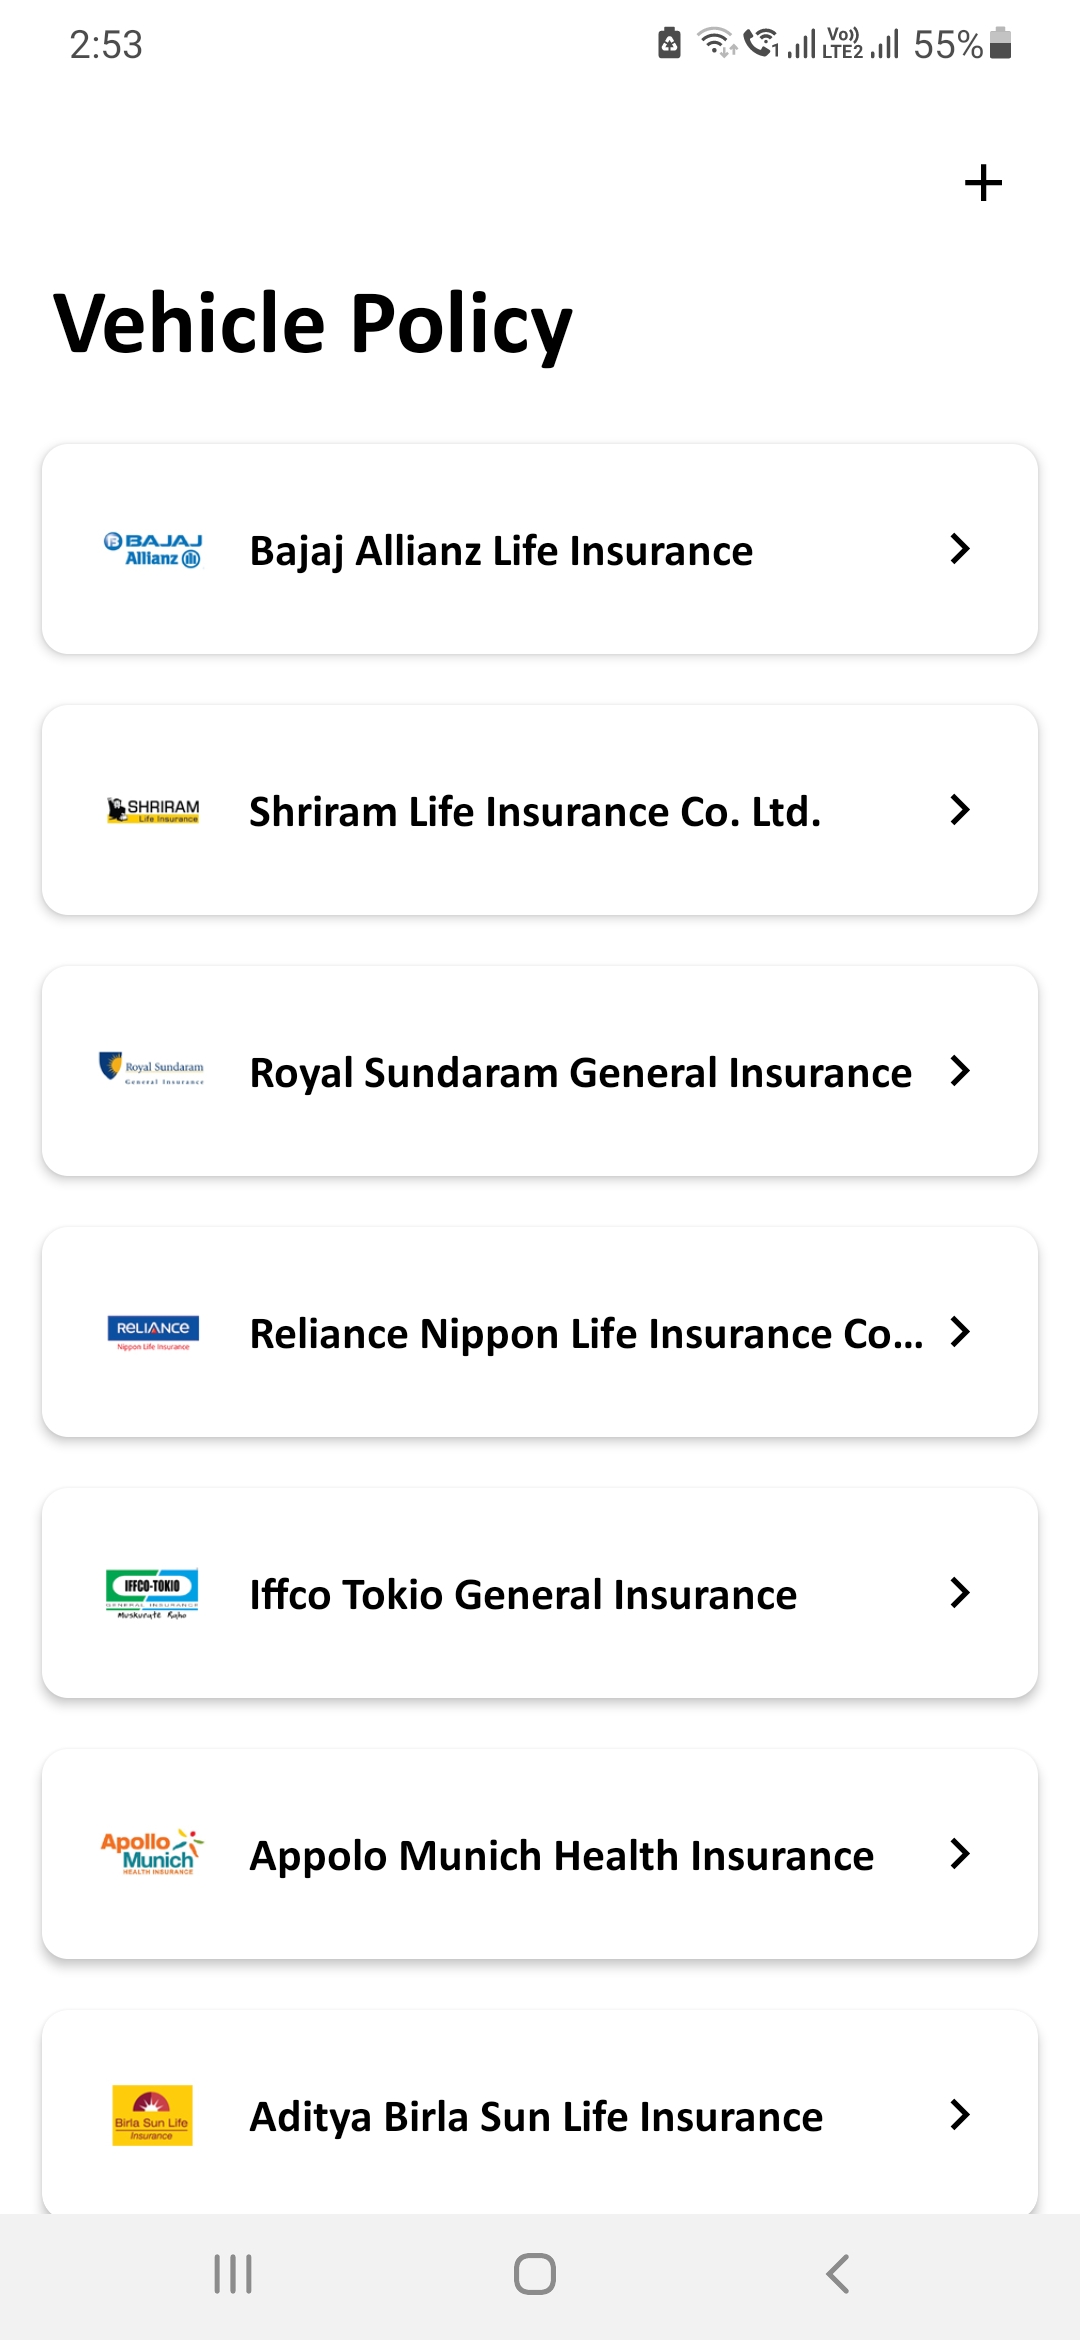 2:53
1
Vo)) LTE2
55%
+
Vehicle Policy
BAJAJ
Allianz
Bajaj Allianz Life Insurance
SHRIRAM
Life Insurance
Shriram Life Insurance Co. Ltd.
Royal Sundaram
General Insurance
Royal Sundaram General Insurance
RELIANCE
Nippon Life Insurance
Reliance Nippon Life Insurance Co...
IFFCO-TOKIO
GENERAL INSURANCE
Muskurate Raho
Iffco Tokio General Insurance
Apollo
Munich
HEALTH INSURANCE
Appolo Munich Health Insurance
Birla Sun Life
Insurance
Aditya Birla Sun Life Insurance